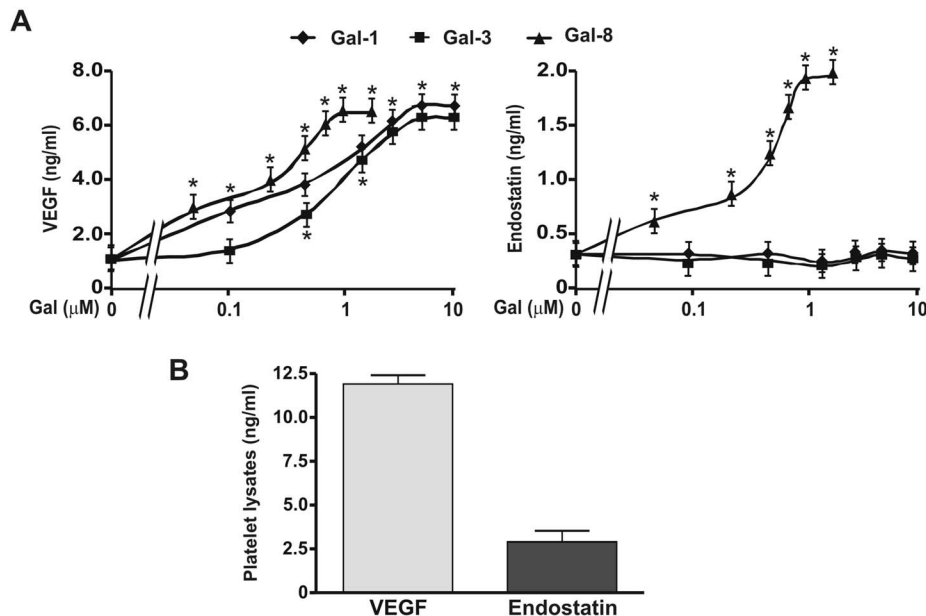 A
Gal-1 Gal-3 Gal-8
VEGF (ng/ml)
8.0
6.0
4.0
2.0
0
* * * * * * * * * * * *
Gal (μM) 0 0.1 1 10
Endostatin (ng/ml)
2.0
1.5
1.0
0.5
0
* * * * * *
Gal (μM) 0 0.1 1 10
B
Platelet lysates (ng/ml)
12.5
12.5
7.5
5.0
2.5
0
VEGF Endostatin